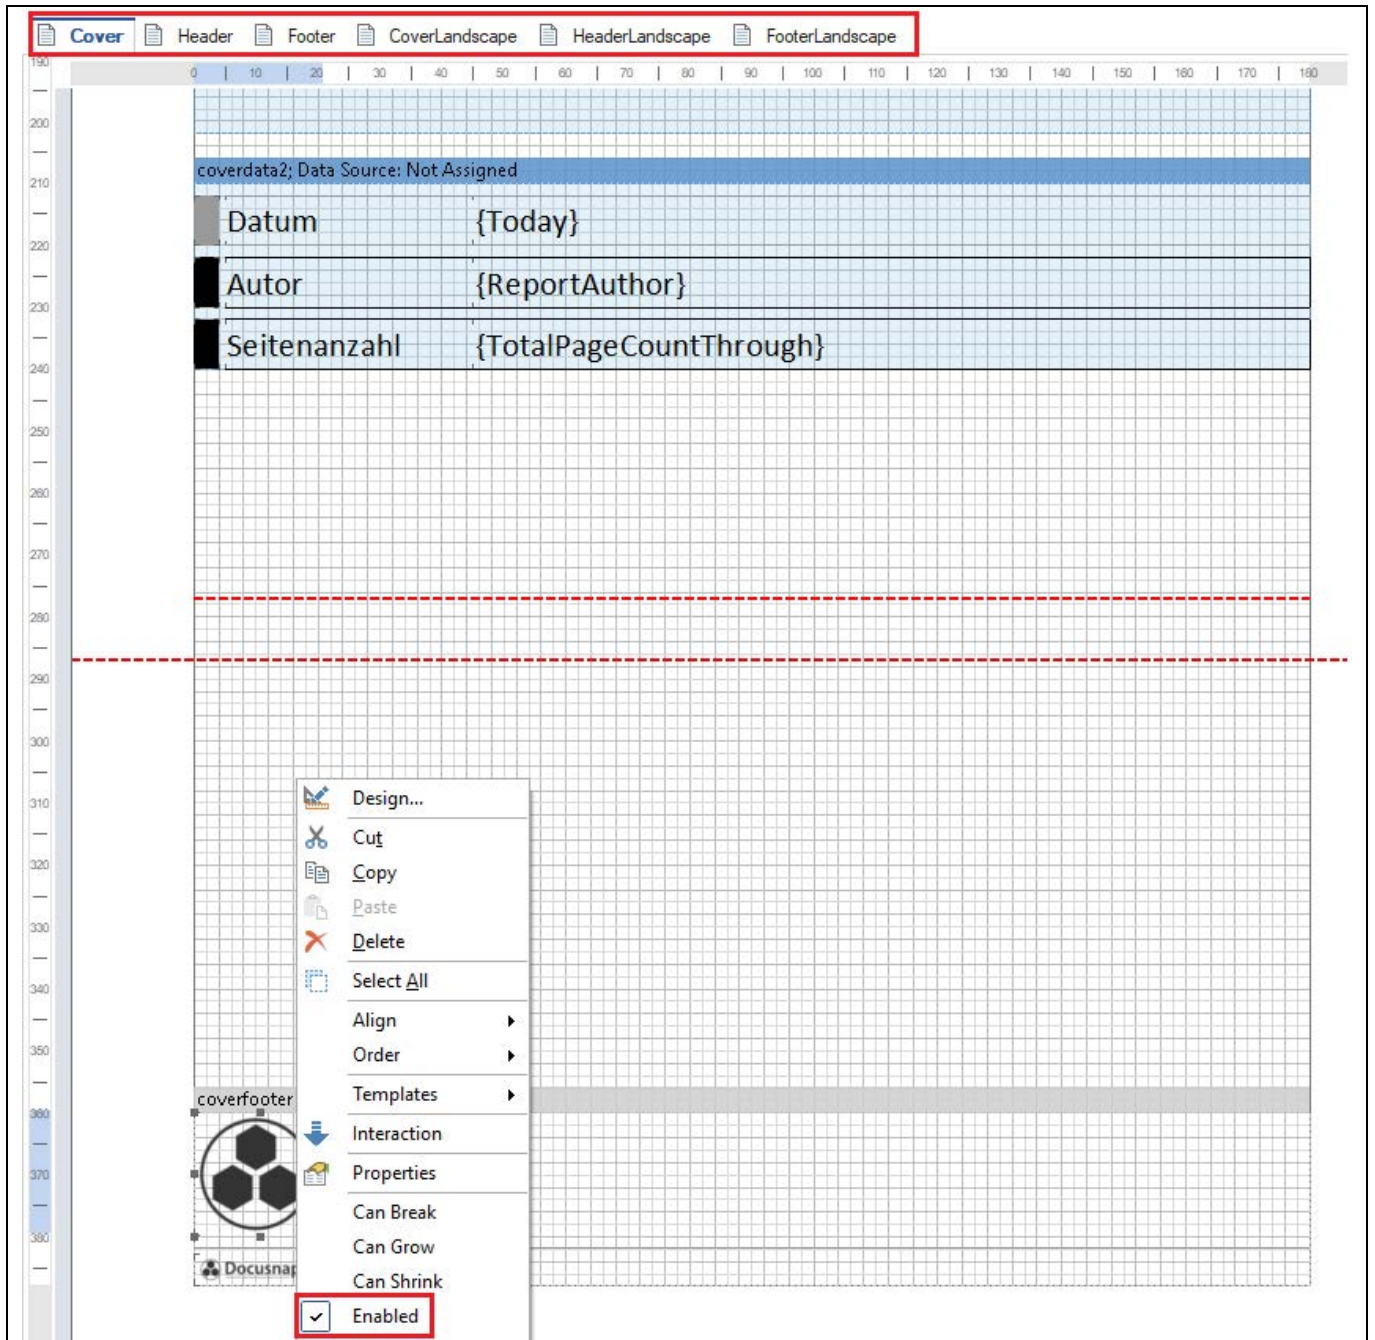 Cover Header Footer CoverLandscape HeaderLandscape FooterLandscape
0 10 20 30 40 50 60 70 80 90 100 110 120 130 140 150 160 170 180
190
200
coverdata2; Data Source: Not Assigned
210
Datum {Today}
220
Autor {ReportAuthor}
230
Seitenanzahl {TotalPageCountThrough}
240
250
260
270
280
290
300
Design...
310
Cut
320
Copy
Paste
330
Delete
340
Select All
Align
350
Order
Templates
coverfooter
360
Interaction
370
Properties
Can Break
380
Can Grow
Docusnap
Can Shrink
Enabled